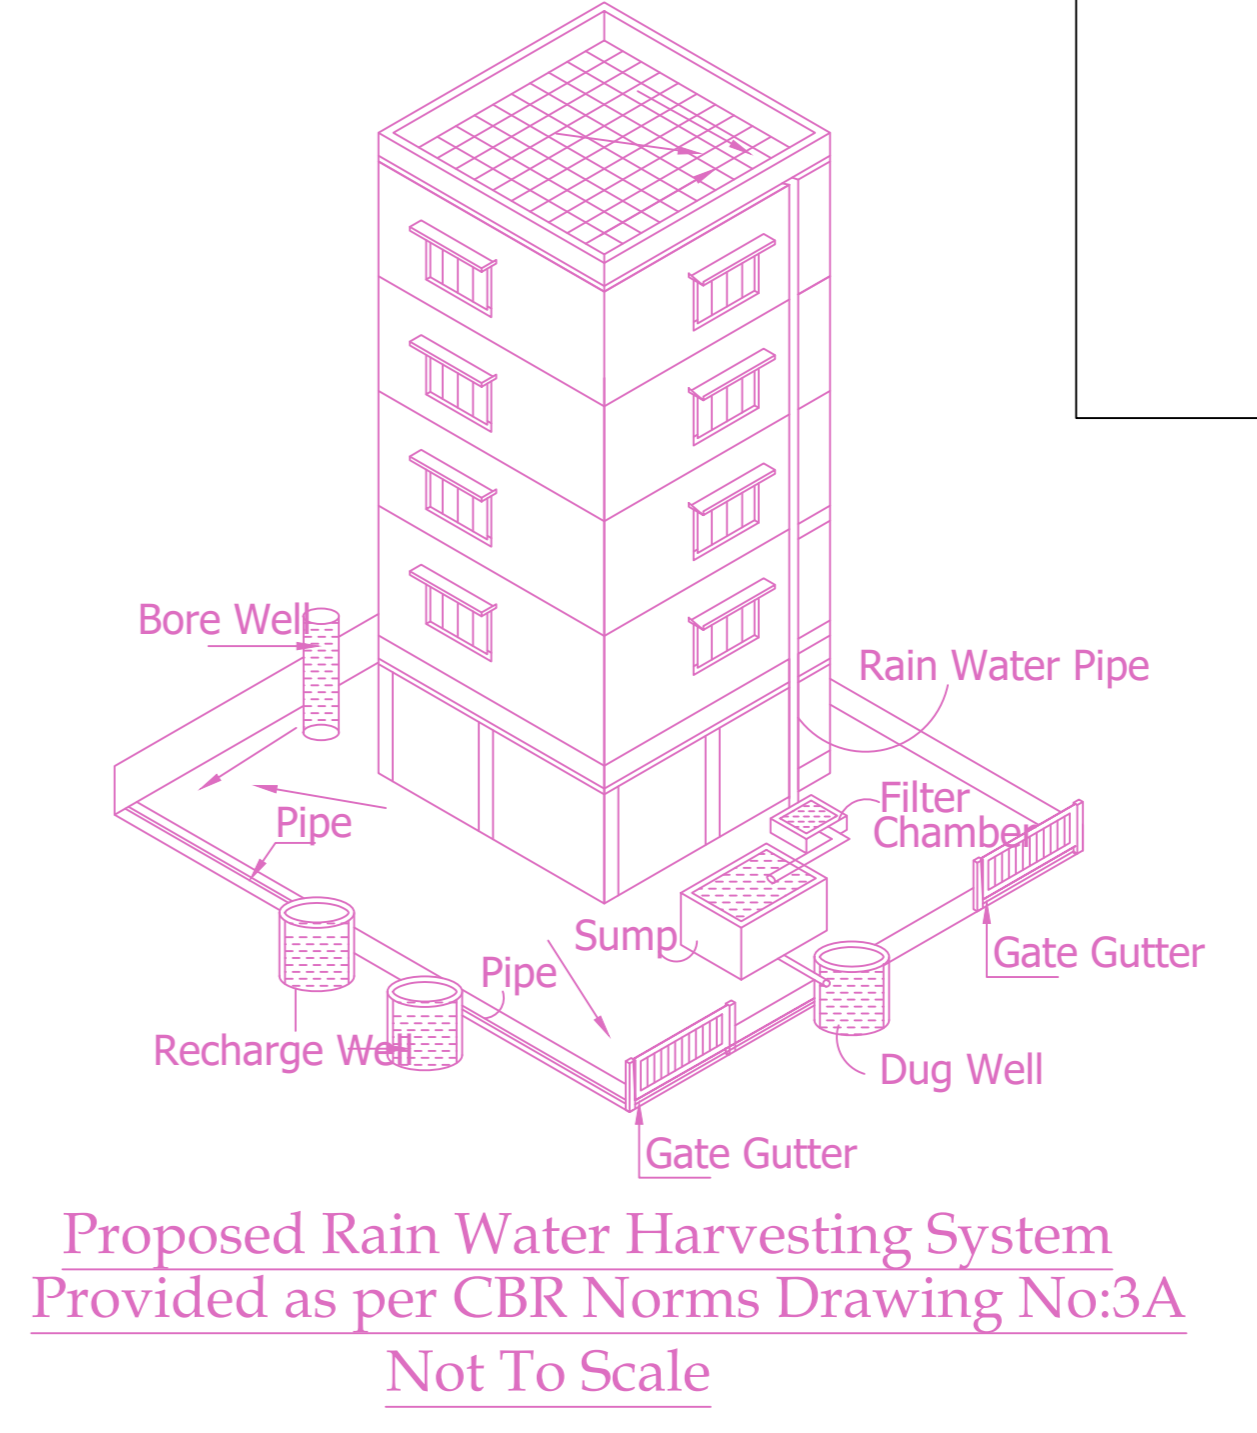 Bore Well
Rain Water Pipe
Filter
Chamber
Pipe
Sump
Gate Gutter
Pipe
Recharge Well
Dug Well
Gate Gutter
Proposed Rain Water Harvesting System
Provided as per CBR Norms Drawing No:3A
Not To Scale